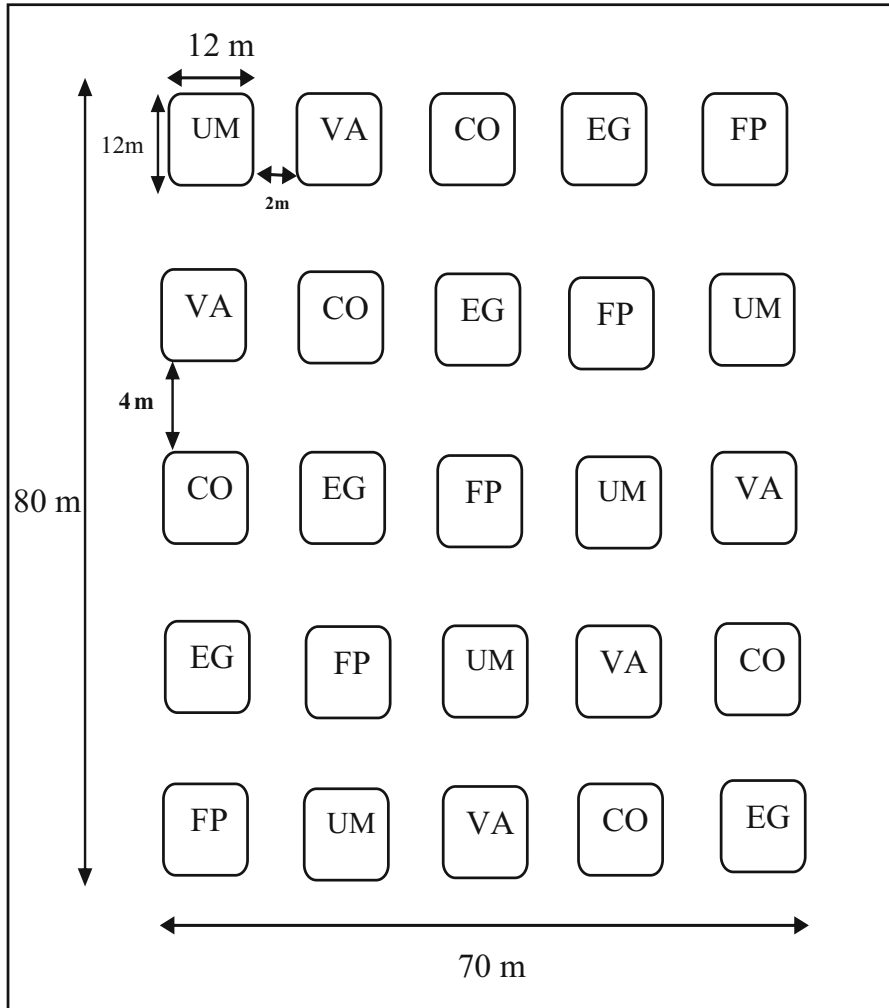 12 m
UM VA CO EG FP
12m
2m
VA CO EG FP UM
4 m
CO EG FP UM VA
80 m
EG FP UM VA CO
FP UM VA CO EG
70 m